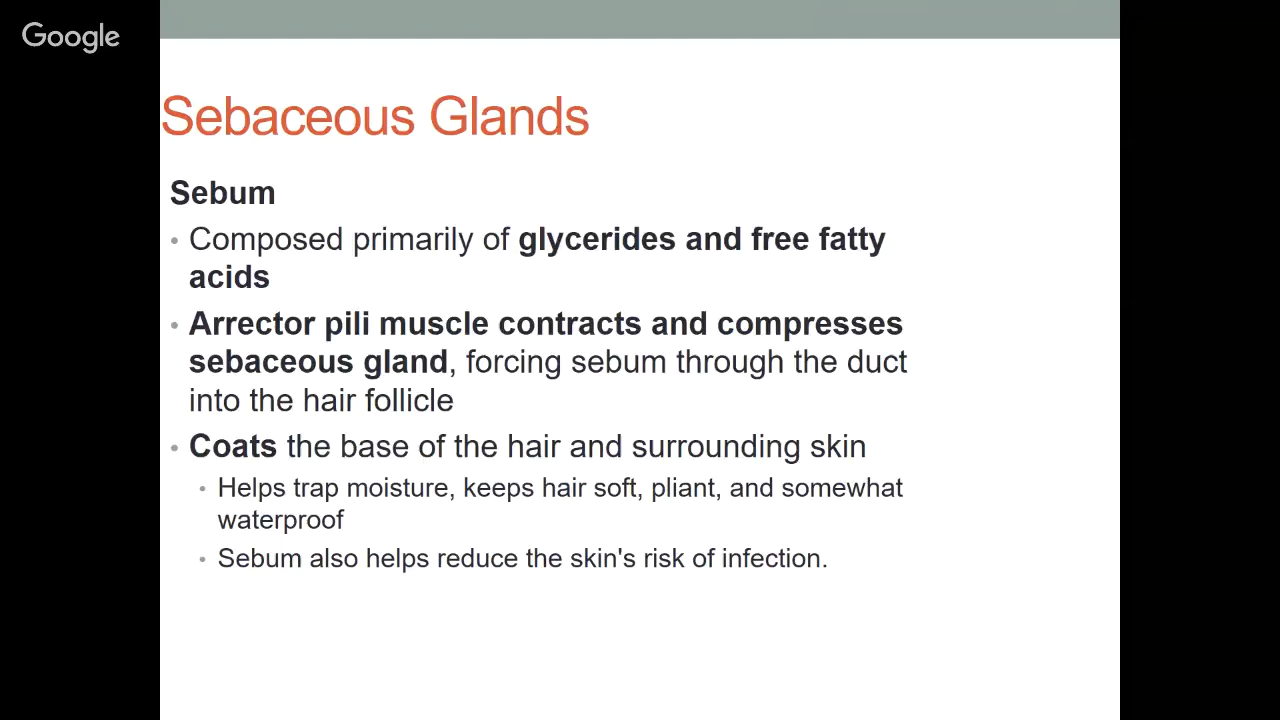 Google
Sebaceous Glands
Sebum
• Composed primarily of glycerides and free fatty
acids
• Arrector pili muscle contracts and compresses
sebaceous gland, forcing sebum through the duct
into the hair follicle
• Coats the base of the hair and surrounding skin
• Helps trap moisture, keeps hair soft, pliant, and somewhat
waterproof
• Sebum also helps reduce the skin's risk of infection.